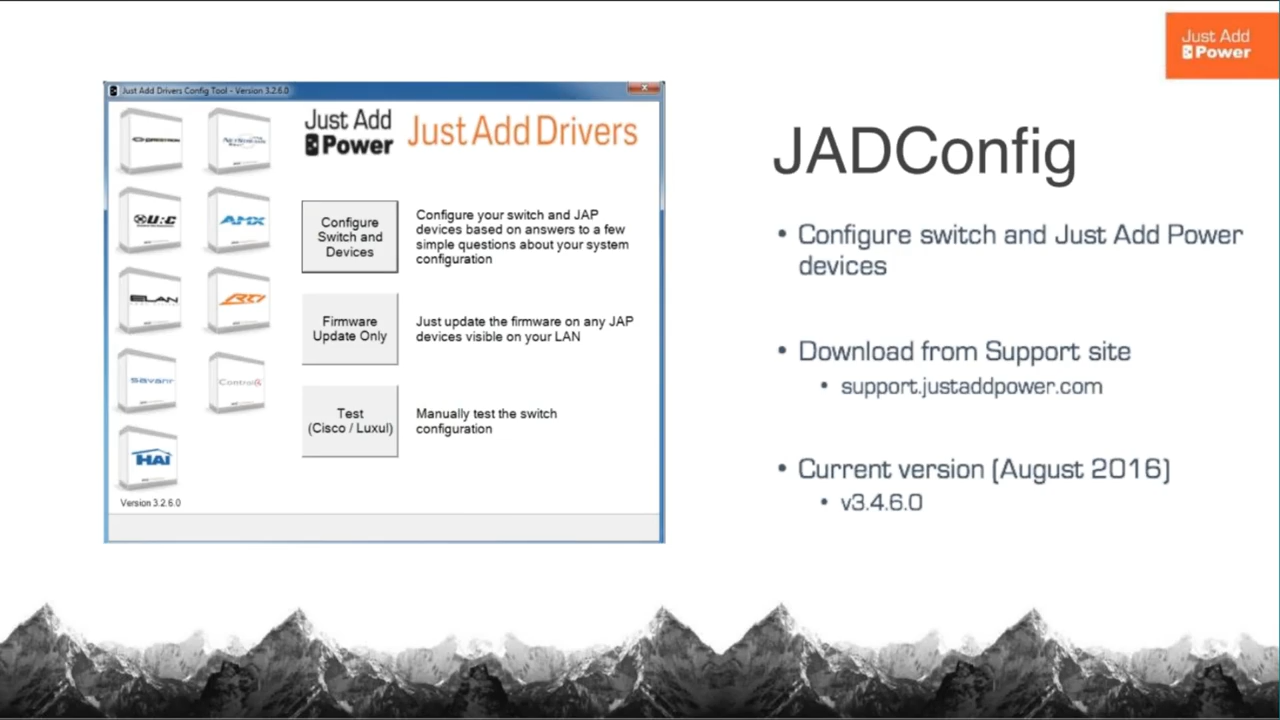 Just Add
Power
Just Add Drivers Config Tool - Version 3.2.6.0
Just Add
Power
Just Add Drivers
CRESTRON
URC
AMX
ELAN
RTI
savant
Control4
HAI
Configure
Switch and
Devices
Configure your switch and JAP
devices based on answers to a few
simple questions about your system
configuration
Firmware
Update Only
Just update the firmware on any JAP
devices visible on your LAN
Test
(Cisco / Luxul)
Manually test the switch
configuration
Version 3.2.6.0
JADConfig
• Configure switch and Just Add Power
devices
• Download from Support site
• support.justaddpower.com
• Current version (August 2016)
• v3.4.6.0